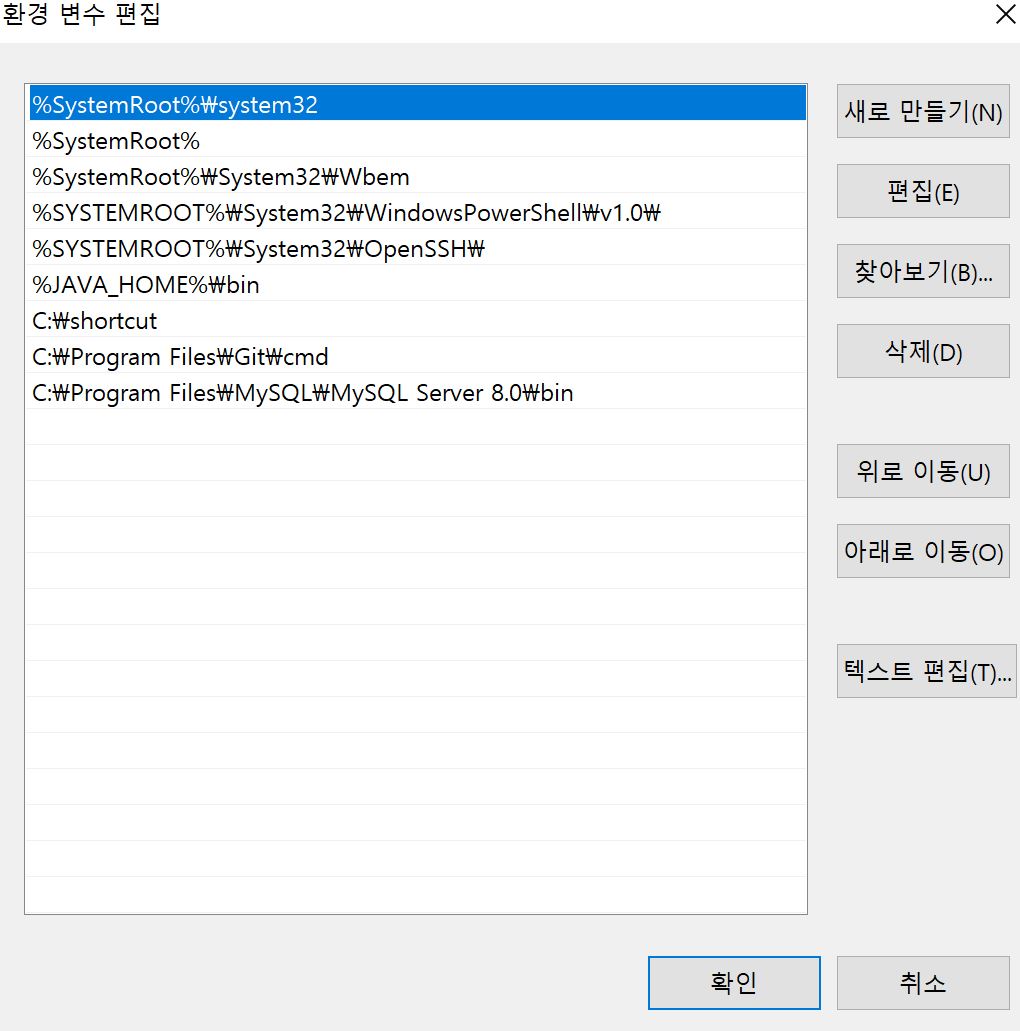 환경 변수 편집
%SystemRoot%₩system32
%SystemRoot%
%SystemRoot%₩System32₩Wbem
%SYSTEMROOT%₩System32₩WindowsPowerShell₩v1.0₩
%SYSTEMROOT%₩System32₩OpenSSH₩
%JAVA_HOME%₩bin
C:₩shortcut
C:₩Program Files₩Git₩cmd
C:₩Program Files₩MySQL₩MySQL Server 8.0₩bin
새로 만들기(N)
편집(E)
찾아보기(B)...
삭제(D)
위로 이동(U)
아래로 이동(O)
텍스트 편집(T)...
확인
취소